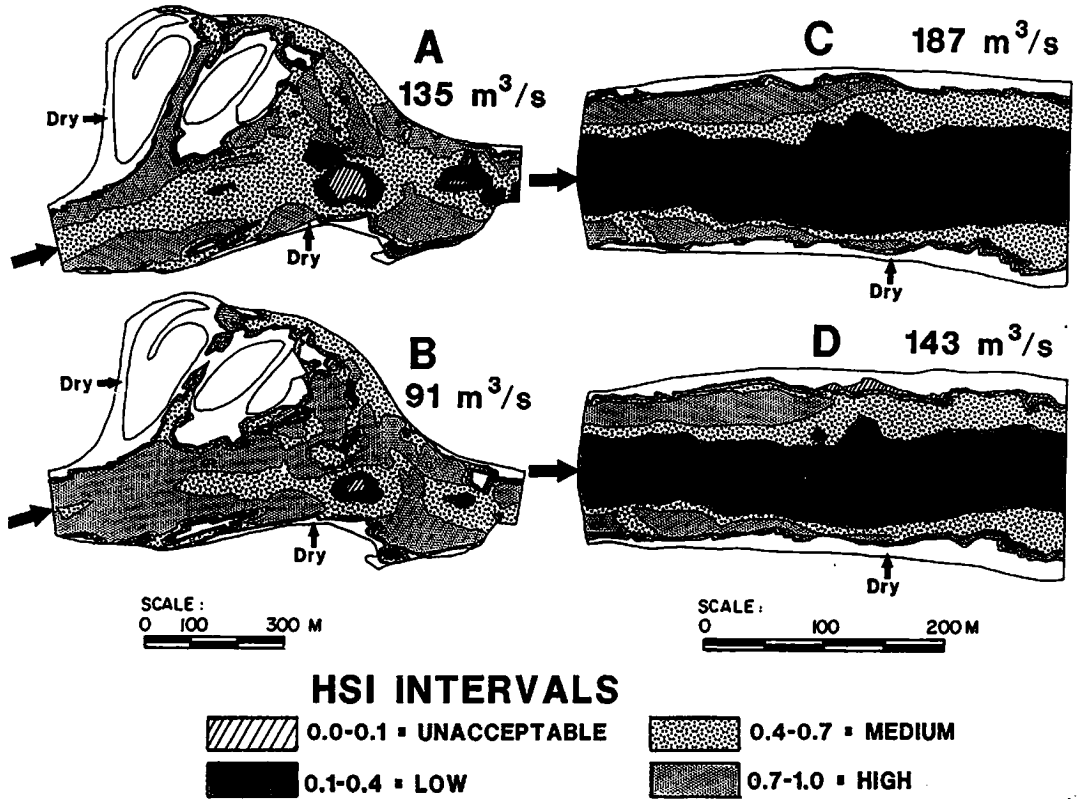 A
135 m³/s
Dry
Dry
B
91 m³/s
Dry
Dry
C
187 m³/s
Dry
D
143 m³/s
Dry
SCALE :
0 100 300 M
SCALE :
0 100 200 M
HSI INTERVALS
0.0-0.1 = UNACCEPTABLE
0.1-0.4 = LOW
0.4-0.7 = MEDIUM
0.7-1.0 = HIGH